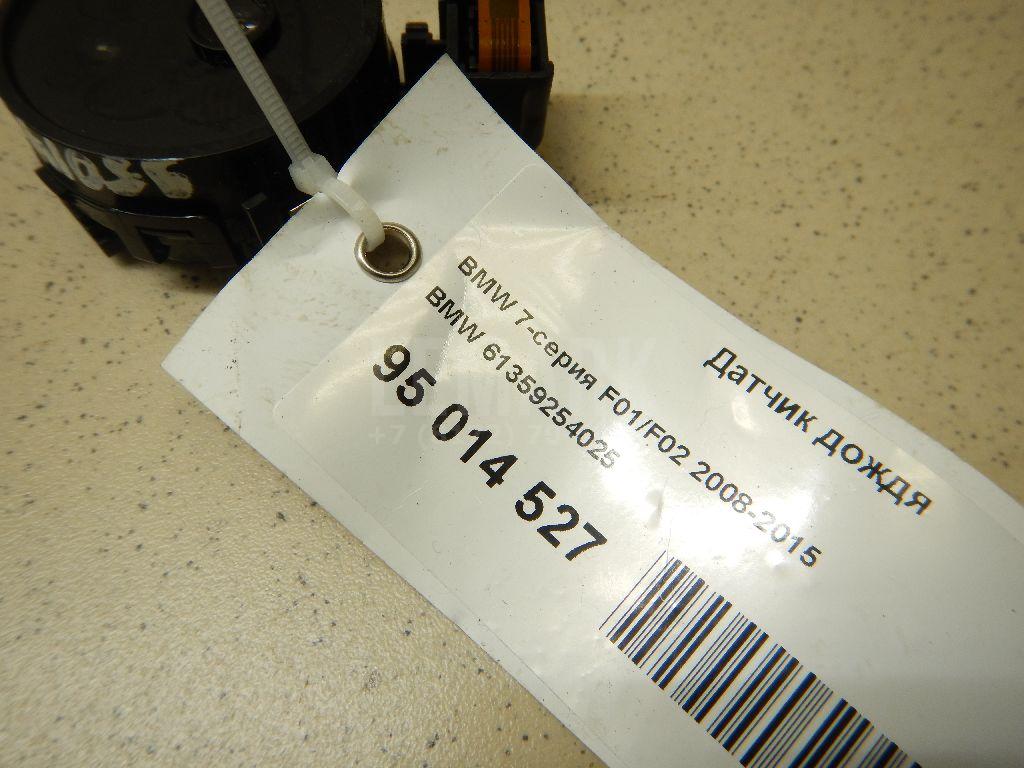 Датчик дождя
BMW 7-серия F01/F02 2008-2015
BMW 61359254025
95 014 527